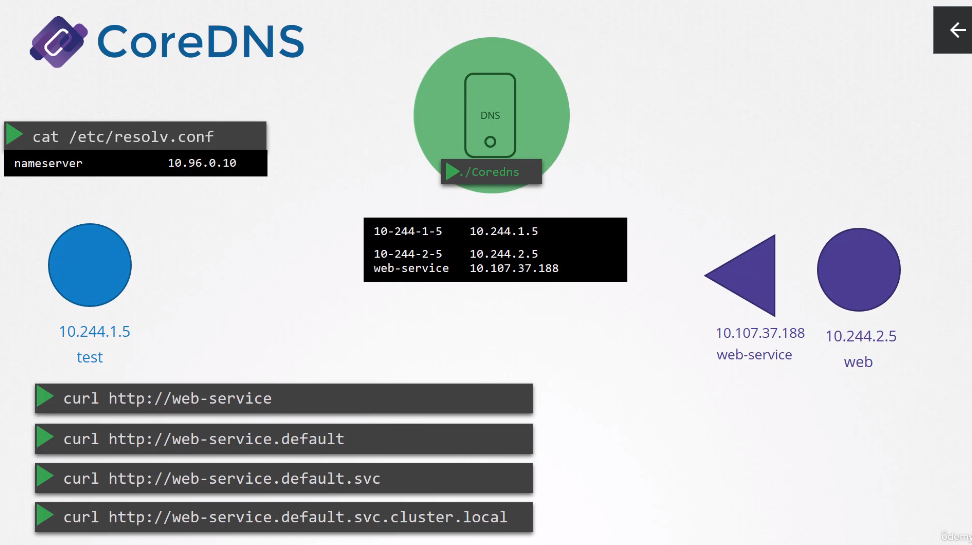 CoreDNS
DNS
./Coredns
cat /etc/resolv.conf
nameserver 10.96.0.10
10-244-1-5 10.244.1.5
10-244-2-5 10.244.2.5
web-service 10.107.37.188
10.244.1.5
test
10.107.37.188
web-service
10.244.2.5
web
curl http://web-service
curl http://web-service.default
curl http://web-service.default.svc
curl http://web-service.default.svc.cluster.local
ûdemy